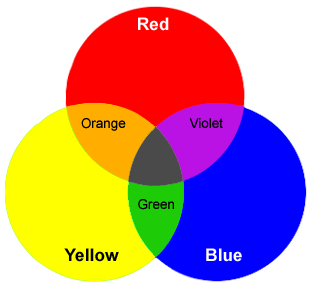 Red
Orange
Violet
Green
Yellow
Blue